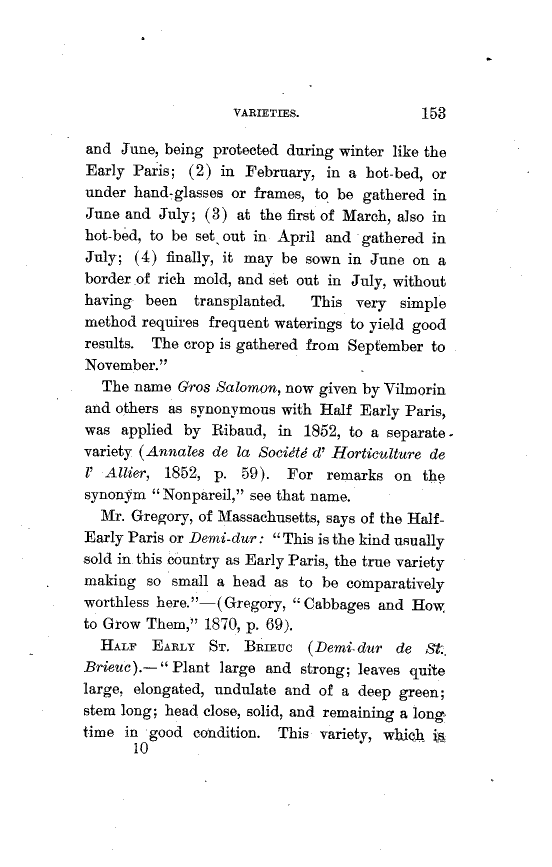 VARIETIES. 153
and June, being protected during winter like the
Early Paris; (2) in February, in a hot-bed, or
under hand-glasses or frames, to be gathered in
June and July; (3) at the first of March, also in
hot-bed, to be set out in April and gathered in
July; (4) finally, it may be sown in June on a
border of rich mold, and set out in July, without
having been transplanted. This very simple
method requires frequent waterings to yield good
results. The crop is gathered from September to
November."
The name Gros Salomon, now given by Vilmorin
and others as synonymous with Half Early Paris,
was applied by Ribaud, in 1852, to a separate
variety (Annales de la Société d' Horticulture de
l' Allier, 1852, p. 59). For remarks on the
synonym "Nonpareil," see that name.
Mr. Gregory, of Massachusetts, says of the Half-
Early Paris or Demi-dur: "This is the kind usually
sold in this country as Early Paris, the true variety
making so small a head as to be comparatively
worthless here."—(Gregory, "Cabbages and How
to Grow Them," 1870, p. 69).
HALF EARLY ST. BRIEUC (Demi-dur de St.
Brieuc).—"Plant large and strong; leaves quite
large, elongated, undulate and of a deep green;
stem long; head close, solid, and remaining a long
time in good condition. This variety, which is
10